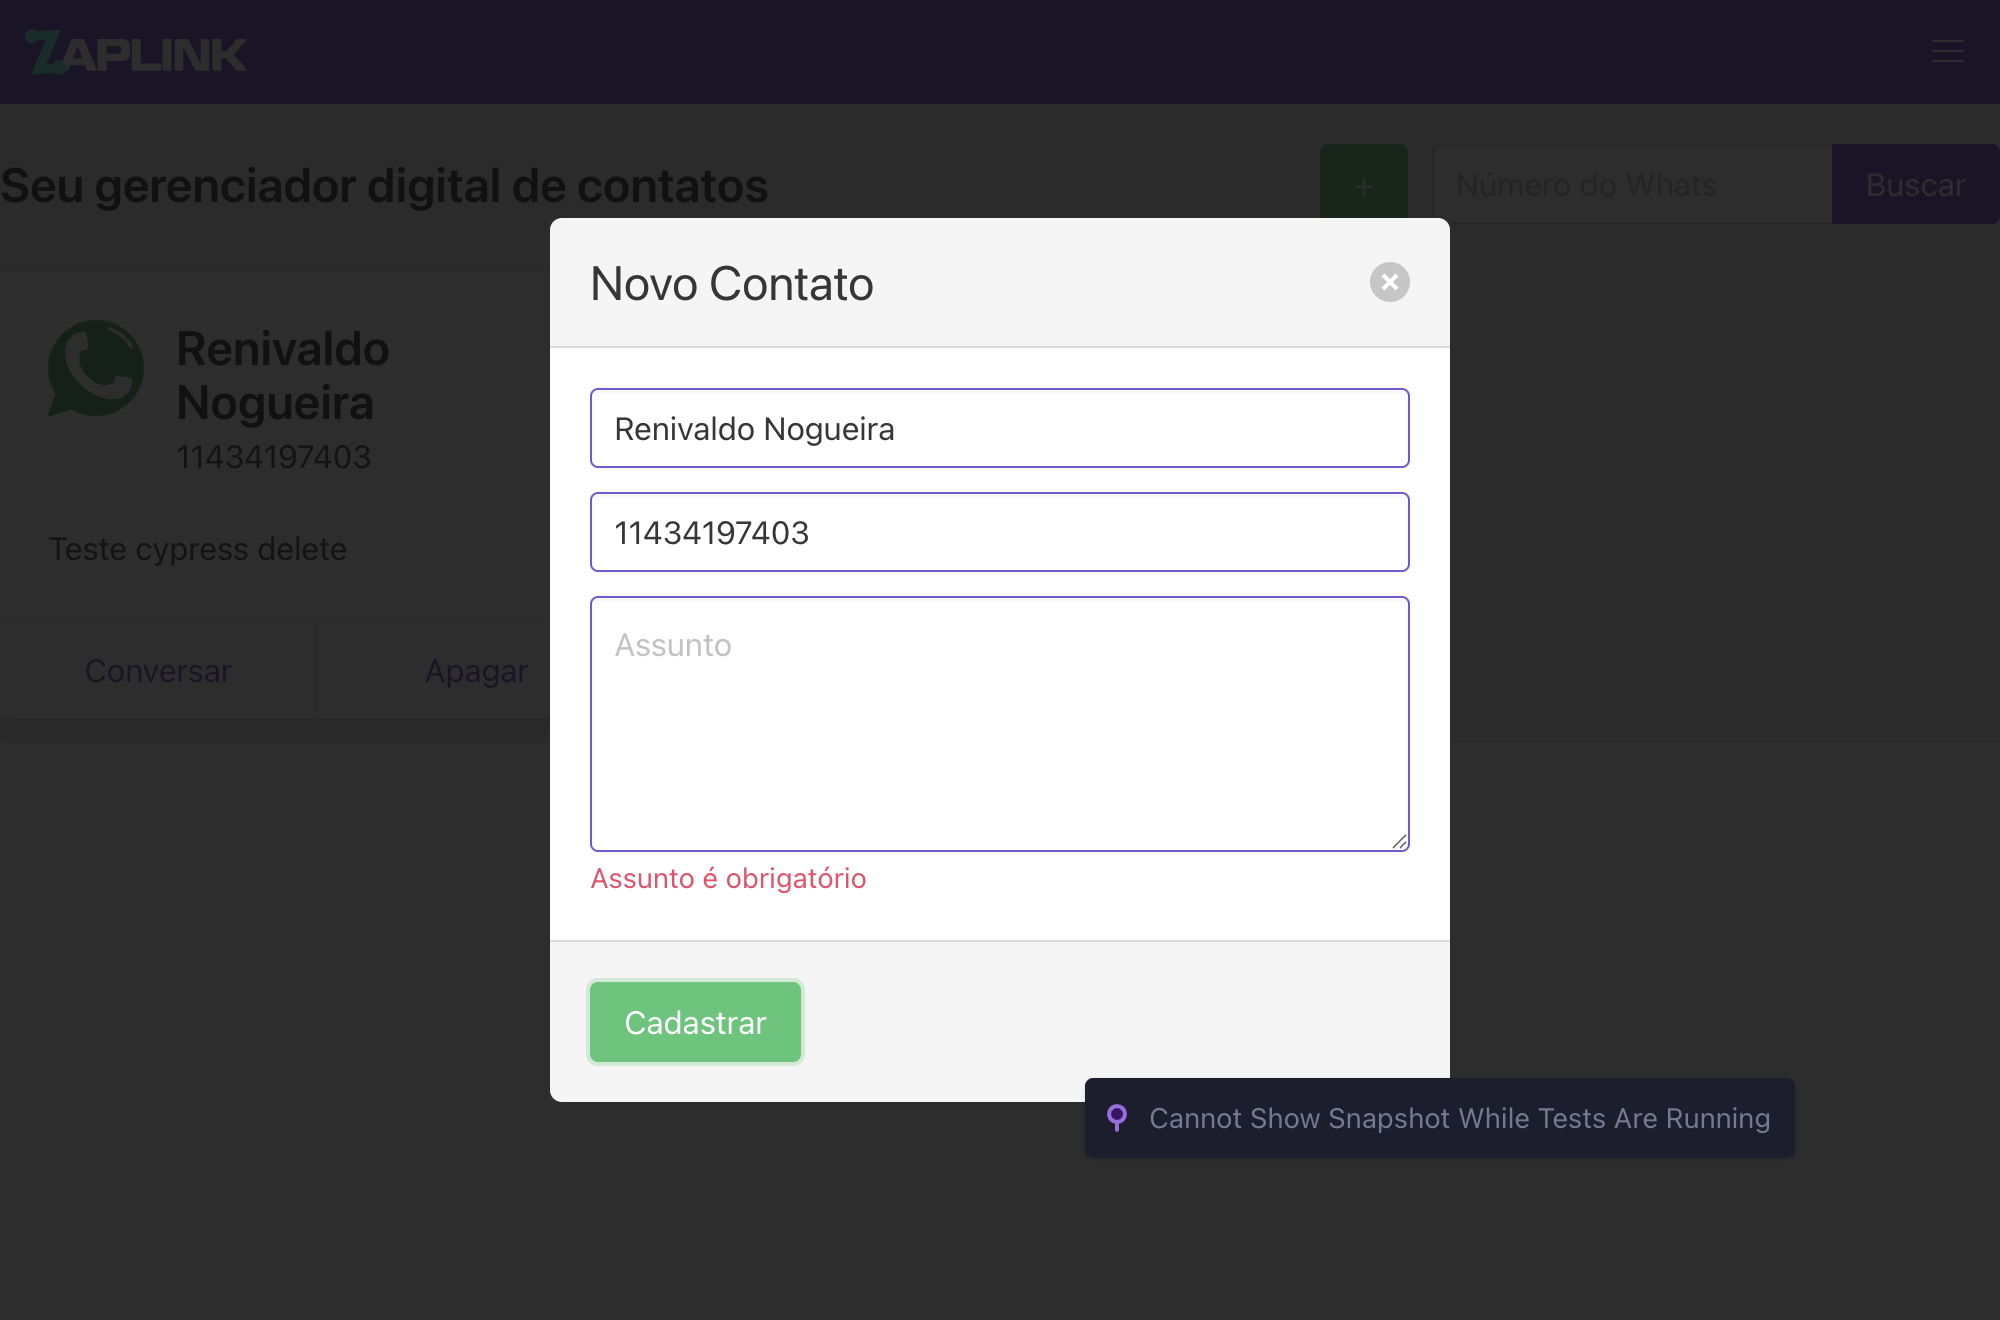 ZAPLINK
Seu gerenciador digital de contatos
+
Número do Whats
Buscar
Novo Contato
Renivaldo
Nogueira
11434197403
Teste cypress delete
Conversar
Apagar
Renivaldo Nogueira
11434197403
Assunto
Assunto é obrigatório
Cadastrar
Cannot Show Snapshot While Tests Are Running